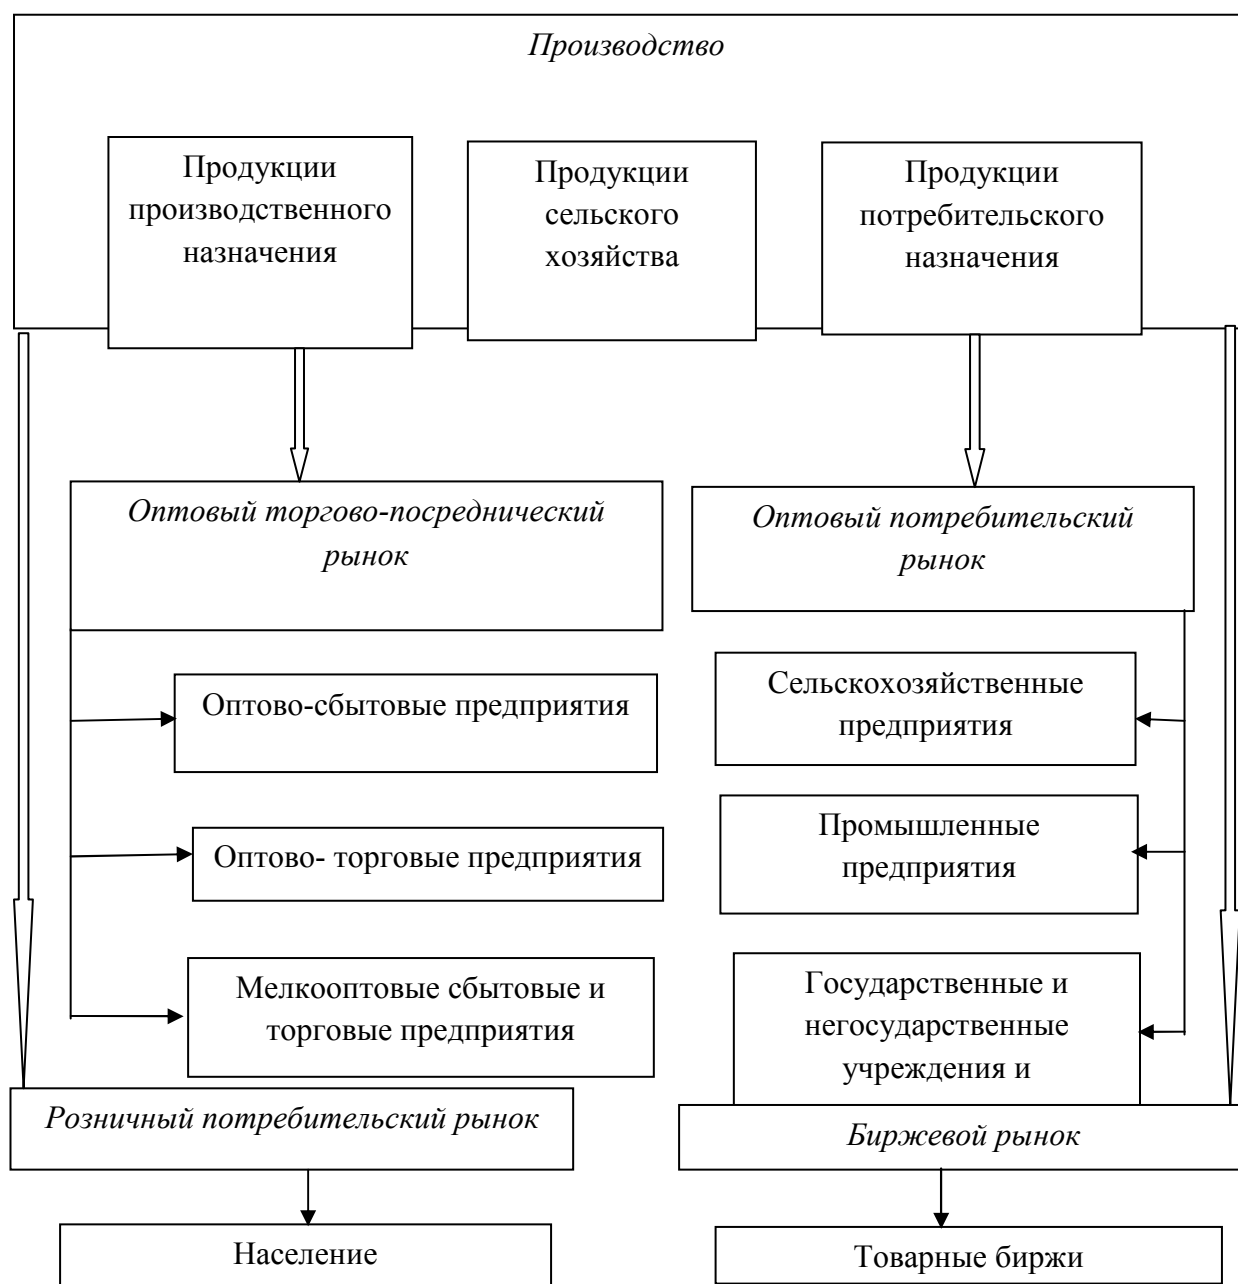 Производство
Продукции
производственного
назначения
Продукции
сельского
хозяйства
Продукции
потребительского
назначения
Оптовый торгово-посреднический
рынок
Оптовый потребительский
рынок
Оптово-сбытовые предприятия
Оптово- торговые предприятия
Мелкооптовые сбытовые и
торговые предприятия
Сельскохозяйственные
предприятия
Промышленные
предприятия
Государственные и
негосударственные
учреждения и
Розничный потребительский рынок
Биржевой рынок
Население
Товарные биржи